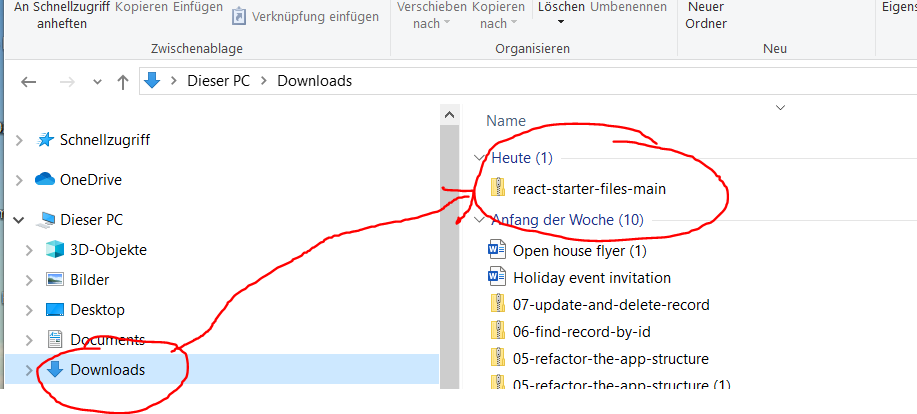 An Schnellzugriff anheften
Kopieren
Einfügen
Verknüpfung einfügen
Zwischenablage
Verschieben nach
Kopieren nach
Löschen
Umbenennen
Organisieren
Neuer Ordner
Neu
Eigens
Dieser PC
Downloads
Schnellzugriff
OneDrive
Dieser PC
3D-Objekte
Bilder
Desktop
Documents
Downloads
Name
Heute (1)
react-starter-files-main
Anfang der Woche (10)
Open house flyer (1)
Holiday event invitation
07-update-and-delete-record
06-find-record-by-id
05-refactor-the-app-structure
05-refactor-the-app-structure (1)